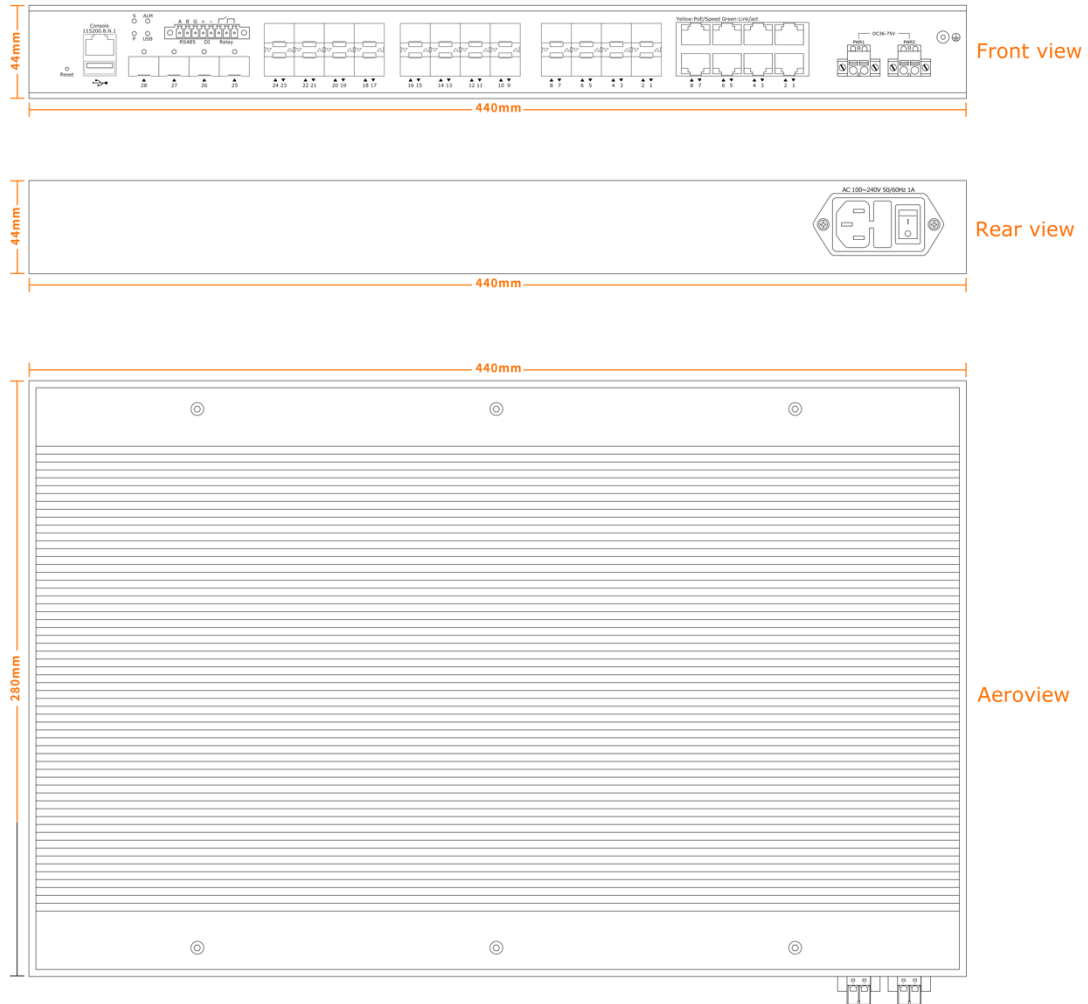 S ALM
Console
115200.8.N.1
A B G + −
Yellow:PoE/Speed Green:Link/act
DC36-75V
PWR1 PWR2
P USB
RS485 DI Relay
Reset
28 27 26 25
24 23 22 21 20 19 18 17
16 15 14 13 12 11 10 9
8 7 6 5 4 3 2 1
8 7 6 5 4 3 2 1
44mm
Front view
440mm
AC 100~240V 50/60Hz 1A
44mm
Rear view
440mm
440mm
280mm
Aeroview